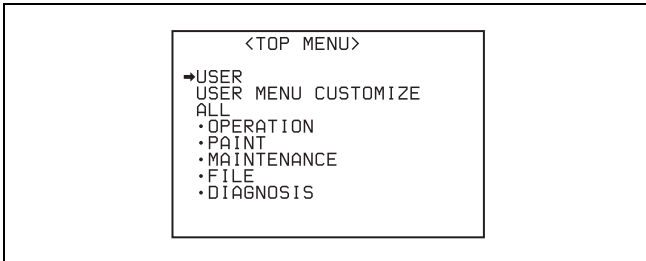 <TOP MENU>
➡USER
USER MENU CUSTOMIZE
ALL
・OPERATION
・PAINT
・MAINTENANCE
・FILE
・DIAGNOSIS